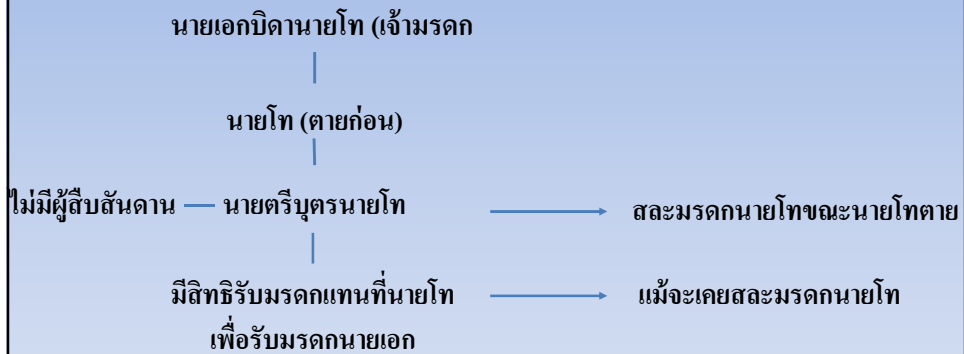 นายเอกบิดานายโท (เจ้ามรดก
นายโท (ตายก่อน)
ไม่มีผู้สืบสันดาน
นายตรีบุตรนายโท
สละมรดกนายโทขณะนายโทตาย
มีสิทธิรับมรดกแทนที่นายโท
แม้จะเคยสละมรดกนายโท
เพื่อรับมรดกนายเอก